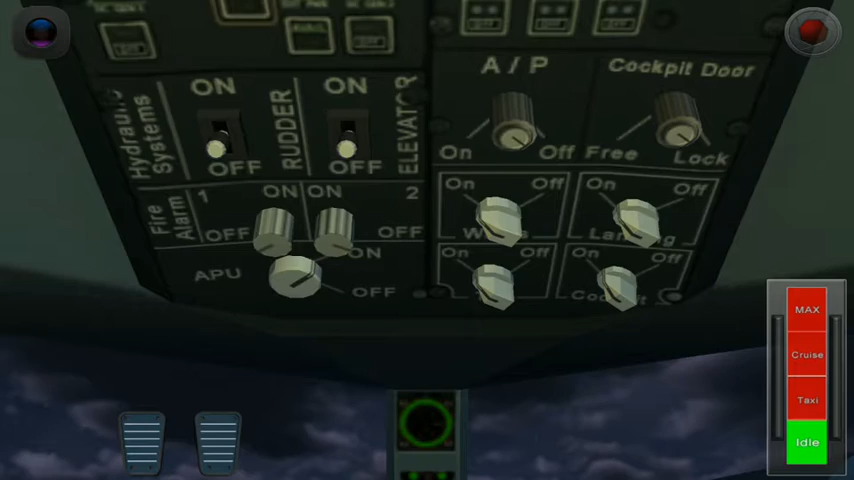 A / P
Cockpit Door
ON
ON
Hydraulic Systems
RUDDER
ELEVATOR
OFF
OFF
On
Off
Free
Lock
Fire Alarm
1
ON
ON
2
OFF
OFF
On
Off
On
Off
APU
ON
OFF
On
Off
On
Off
MAX
Cruise
Taxi
Idle